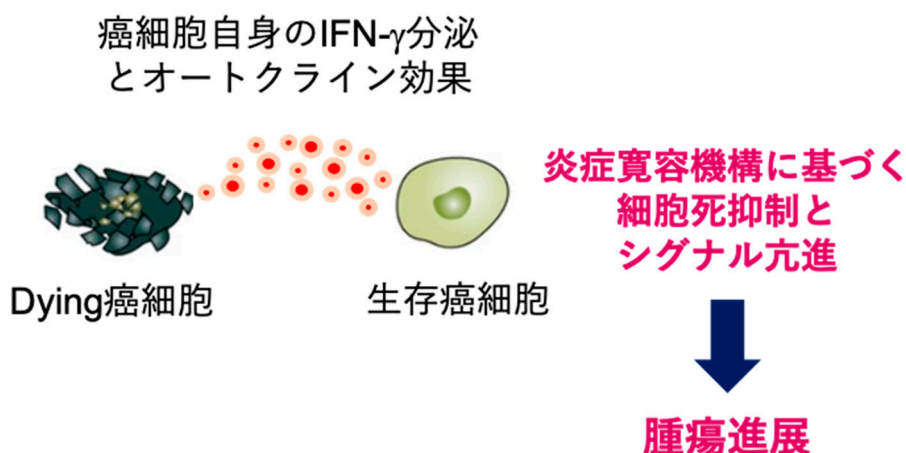 癌細胞自身のIFN-γ分泌
とオートクライン効果
炎症寛容機構に基づく
細胞死抑制と
シグナル亢進
Dying癌細胞
生存癌細胞
腫瘍進展